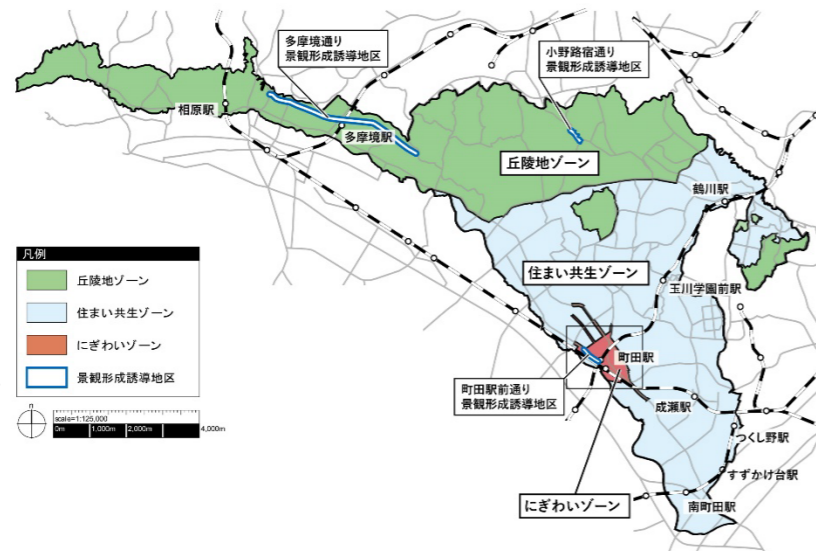 多摩境通り
景観形成誘導地区
小野路宿通り
景観形成誘導地区
相原駅
多摩境駅
丘陵地ゾーン
鶴川駅
凡例
丘陵地ゾーン
住まい共生ゾーン
にぎわいゾーン
景観形成誘導地区
住まい共生ゾーン
玉川学園前駅
町田駅
町田駅前通り
景観形成誘導地区
成瀬駅
つくし野駅
すずかけ台駅
にぎわいゾーン
南町田駅
n
scale=1:125,000
0m 1,000m 2,000m 4,000m